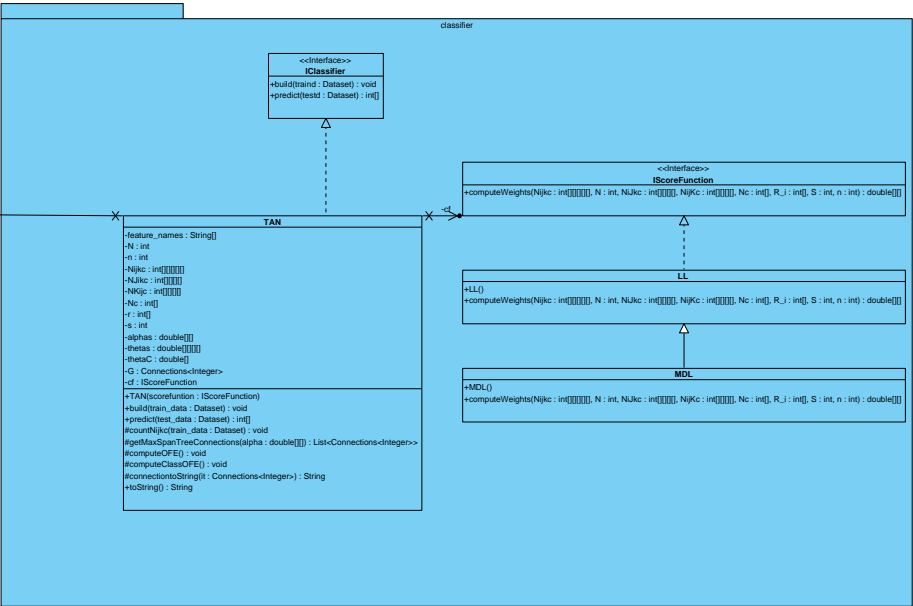 classifier
<<Interface>>
IClassifier
+build(traind : Dataset) : void
+predict(testd : Dataset) : int[]
<<Interface>>
IScoreFunction
+computeWeights(Nijkc : int[][][][], N : int, NiJkc : int[][][], NijKc : int[][][], Nc : int[], R_i : int[], S : int, n : int) : double[][]
-cf
TAN
-feature_names : String[]
-N : int
-n : int
-Nijkc : int[][][][][]
-NJikc : int[][][][]
-NKijc : int[][][][]
-Nc : int[]
-r : int[]
-s : int
-alphas : double[][]
-thetas : double[][][][]
-thetaC : double[]
-G : Connections<Integer>
-cf : IScoreFunction
+TAN(scorefuntion : IScoreFunction)
+build(train_data : Dataset) : void
+predict(test_data : Dataset) : int[]
#countNijkc(train_data : Dataset) : void
#getMaxSpanTreeConnections(alpha : double[][]) : List<Connections<Integer>>
#computeOFE() : void
#computeClassOFE() : void
#connectiontoString(it : Connections<Integer>) : String
+toString() : String
LL
+LL()
+computeWeights(Nijkc : int[][][][], N : int, NiJkc : int[][][], NijKc : int[][][], Nc : int[], R_i : int[], S : int, n : int) : double[][]
MDL
+MDL()
+computeWeights(Nijkc : int[][][][], N : int, NiJkc : int[][][], NijKc : int[][][], Nc : int[], R_i : int[], S : int, n : int) : double[][]